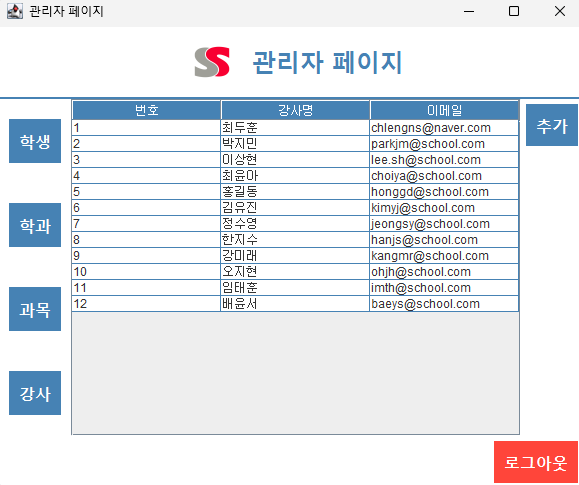 관리자 페이지
SS 관리자 페이지
번호 강사명 이메일
1 최두훈 chlengns@naver.com
2 박지민 parkjm@school.com
3 이상현 lee.sh@school.com
4 최윤아 choiya@school.com
5 홍길동 honggd@school.com
6 김유진 kimyj@school.com
7 정수영 jeongsy@school.com
8 한지수 hanjs@school.com
9 강미래 kangmr@school.com
10 오지현 ohjh@school.com
11 임태훈 imth@school.com
12 배윤서 baeys@school.com
학생
학과
과목
강사
추가
로그아웃